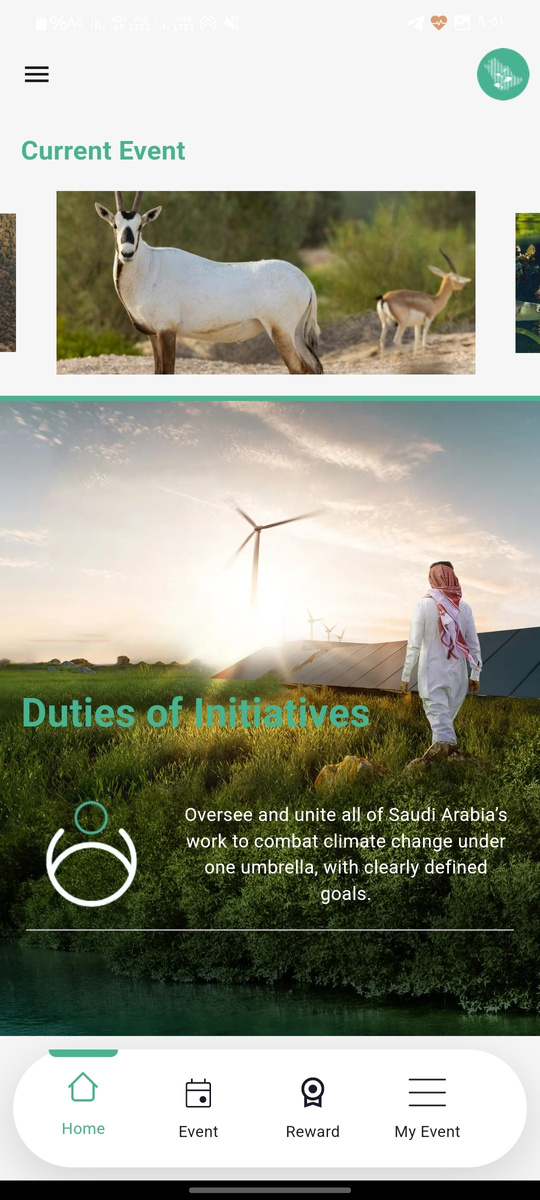 Current Event
Duties of Initiatives
Oversee and unite all of Saudi Arabia's
work to combat climate change under
one umbrella, with clearly defined
goals.
Home
Event
Reward
My Event